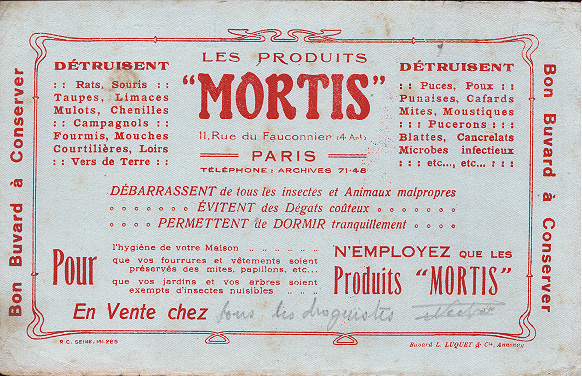 Bon Buvard à Conserver
LES PRODUITS
"MORTIS"
11, Rue du Fauconnier (4 Arrt.)
PARIS
TÉLÉPHONE: ARCHIVES 71-48
DÉTRUISENT
: : Rats, Souris : :
Taupes, Limaces
Mulots, Chenilles
: : Campagnols : :
Fourmis, Mouches
Courtilières, Loirs
: : Vers de Terre : :
DÉTRUISENT
: : Puces, Poux : :
Punaises, Cafards
Mites, Moustiques
: : Pucerons : : :
Blattes, Cancrelats
Microbes infectieux
: : : etc..., etc... : : :
DÉBARRASSENT de tous les insectes et Animaux malpropres
ÉVITENT des Dégats coûteux
PERMETTENT de DORMIR tranquillement
Pour
l'hygiène de votre Maison
que vos fourrures et vêtements soient
préservés des mites, papillons, etc...
que vos jardins et vos arbres soient
exempts d'insectes nuisibles
N'EMPLOYEZ QUE LES
Produits "MORTIS"
En Vente chez tous les droguistes
R.C. SEINE.
Buvard L. LUQUET & Cie, Annonay
Bon Buvard à Conserver